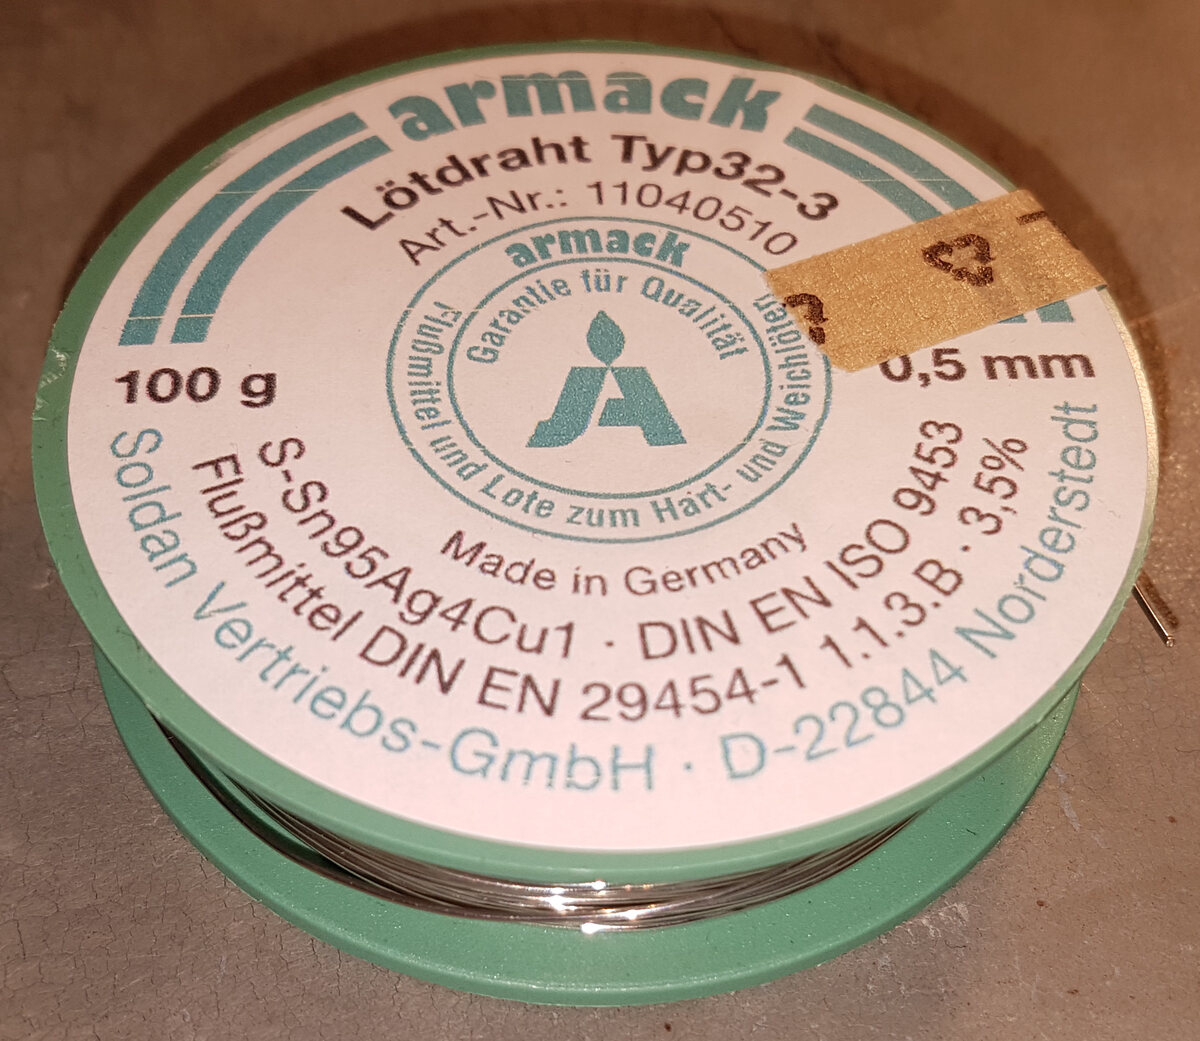 armack
Lötdraht Typ32-3
Art.-Nr.: 11040510
armack
Garantie für Qualität
Flußmittel und Lote zum Hart- und Weichlöten
100 g
0,5 mm
Made in Germany
S-Sn95Ag4Cu1 · DIN EN ISO 9453
Flußmittel DIN EN 29454-1 1.1.3.B · 3,5%
Soldan Vertriebs-GmbH · D-22844 Norderstedt